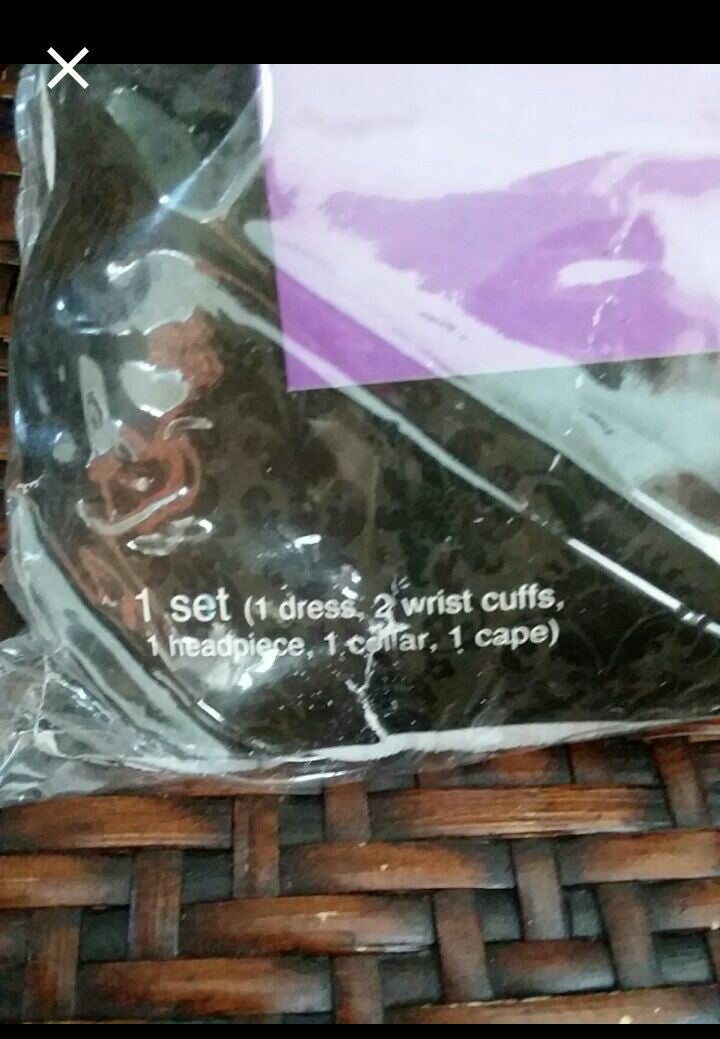 1 set (1 dress, 2 wrist cuffs,
1 headpiece, 1 collar, 1 cape)